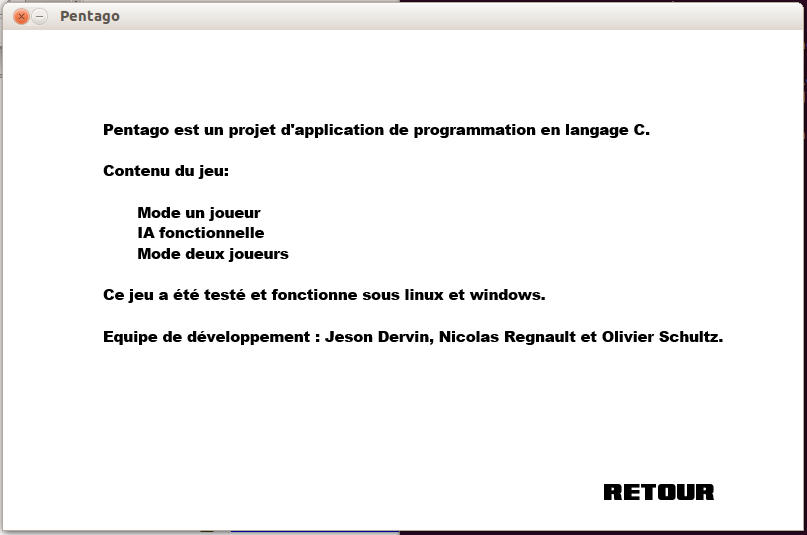 Pentago
Pentago est un projet d'application de programmation en langage C.
Contenu du jeu:
Mode un joueur
IA fonctionnelle
Mode deux joueurs
Ce jeu a été testé et fonctionne sous linux et windows.
Equipe de développement : Jeson Dervin, Nicolas Regnault et Olivier Schultz.
RETOUR